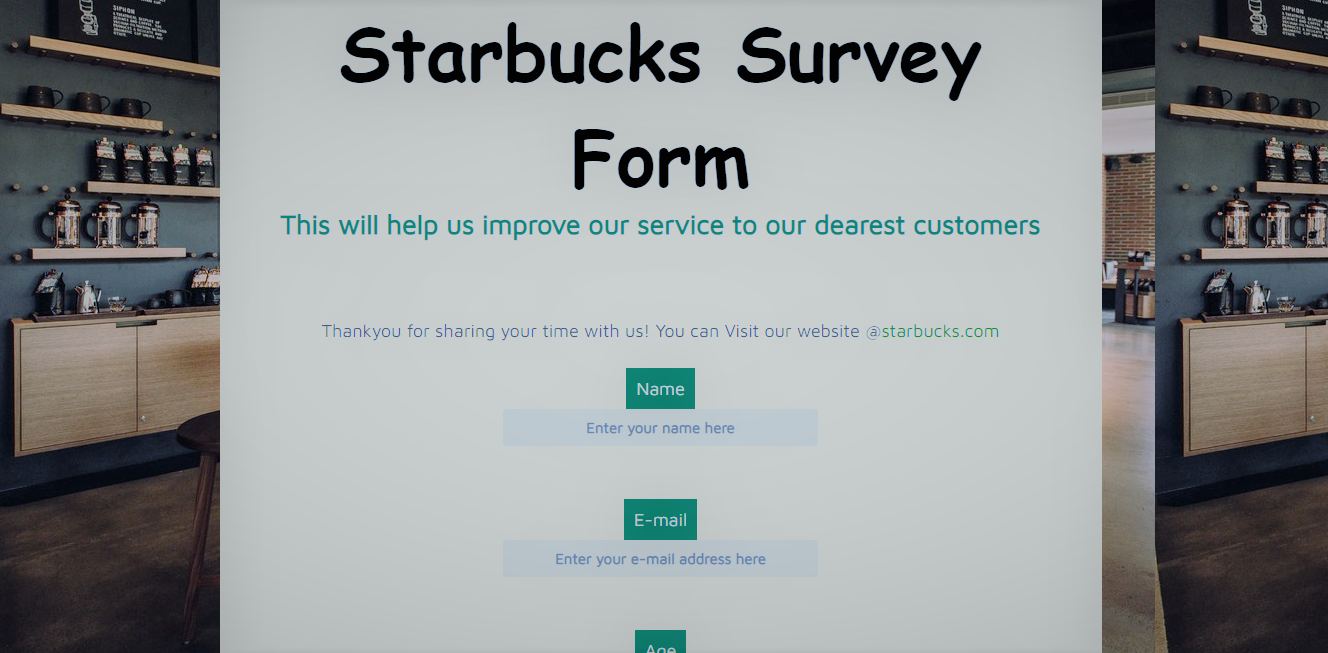 Starbucks Survey
Form
This will help us improve our service to our dearest customers
Thankyou for sharing your time with us! You can Visit our website @starbucks.com
Name
Enter your name here
E-mail
Enter your e-mail address here
Age
SIPHON